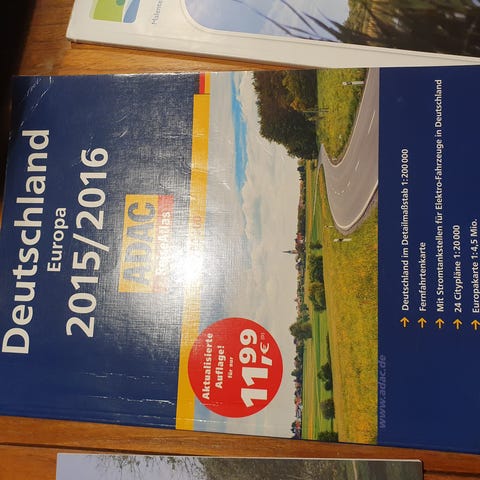 Deutschland
Europa
2015/2016
ADAC
ReiseAtlas
Aktualisierte
Auflage!
für nur
11,99
€ (D)
→ Deutschland im Detailmaßstab 1:200 000
→ Fernfahrtenkarte
→ Mit Stromtankstellen für Elektro-Fahrzeuge in Deutschland
→ 24 Citypläne 1:20 000
→ Europakarte 1:4,5 Mio.
www.adac.de